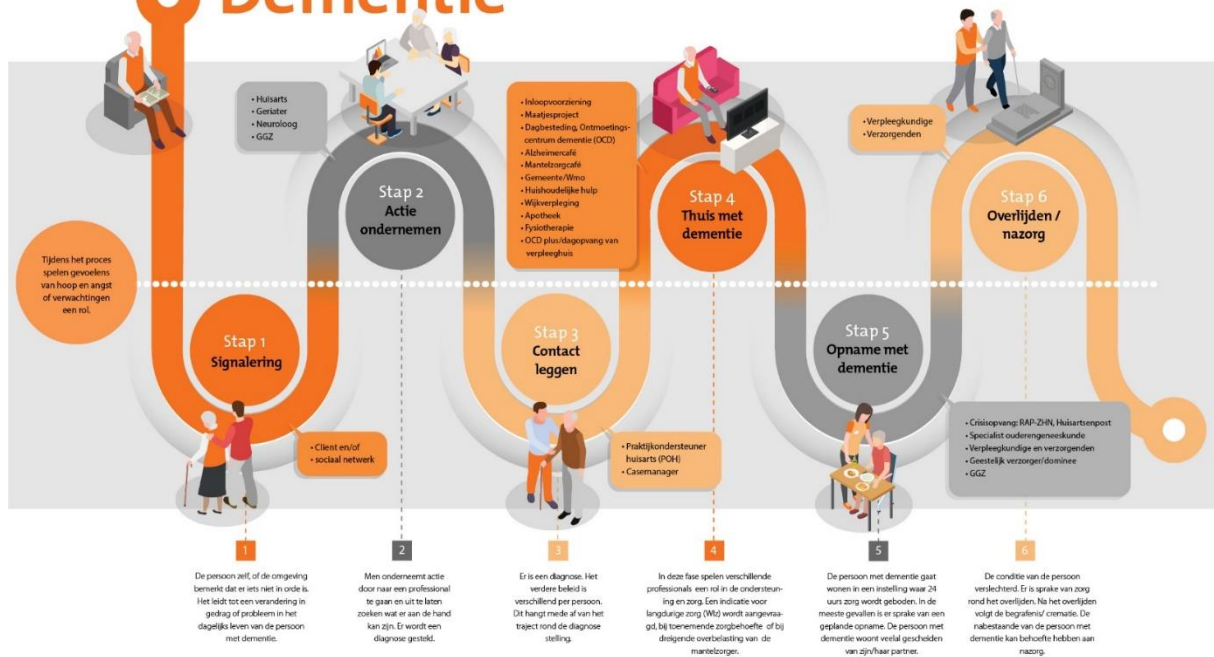 Dementie
• Huisarts
• Geriater
• Neuroloog
• GGZ
• Inloopvoorziening
• Maatjesproject
• Dagbesteding, Ontmoetings-
centrum dementie (OCD)
• Alzheimercafé
• Mantelzorgcafé
• Gemeente/Wmo
• Huishoudelijke hulp
• Wijkverpleging
• Apotheek
• Fysiotherapie
• OCD plus/dagopvang van
verpleeghuis
• Verpleegkundige
• Verzorgenden
Stap 2
Actie
ondernemen
Stap 4
Thuis met
dementie
Stap 6
Overlijden /
nazorg
Tijdens het proces
spelen gevoelens
van hoop en angst
of verwachtingen
een rol.
Stap 1
Signalering
Stap 3
Contact
leggen
Stap 5
Opname met
dementie
• Client en/of
• sociaal netwerk
• Praktijkondersteuner
huisarts (POH)
• Casemanager
• Crisisopvang: RAP-ZHN, Huisartsenpost
• Specialist ouderengeneeskunde
• Verpleegkundige en verzorgenden
• Geestelijk verzorger/dominee
• GGZ
1
De persoon zelf, of de omgeving
bemerkt dat er iets niet in orde is.
Het leidt tot een verandering in
gedrag of probleem in het
dagelijks leven van de persoon
met dementie.
2
Men onderneemt actie
door naar een professional
te gaan en uit te laten
zoeken wat er aan de hand
kan zijn. Er wordt een
diagnose gesteld.
3
Er is een diagnose. Het
verdere beleid is
verschillend per persoon.
Dit hangt mede af van het
traject rond de diagnose
stelling.
4
In deze fase spelen verschillende
professionals een rol in de ondersteun-
ing en zorg. Een indicatie voor
langdurige zorg (Wlz) wordt aangevraa-
gd, bij toenemende zorgbehoefte of bij
dreigende overbelasting van de
mantelzorger.
5
De persoon met dementie gaat
wonen in een instelling waar 24
uurs zorg wordt geboden. In de
meeste gevallen is er sprake van een
geplande opname. De persoon met
dementie woont veelal gescheiden
van zijn/haar partner.
6
De conditie van de persoon
verslechterd. Er is sprake van zorg
rond het overlijden. Na het overlijden
volgt de begrafenis/ crematie. De
nabestaande van de persoon met
dementie kan behoefte hebben aan
nazorg.